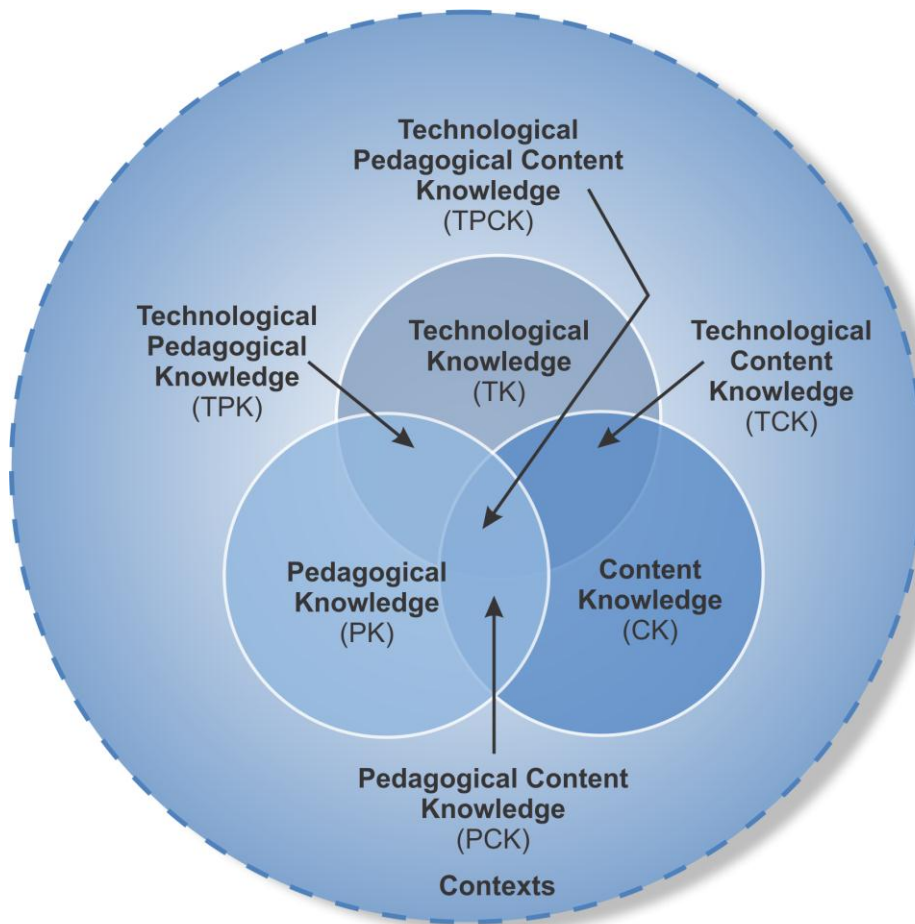 Technological
Pedagogical Content
Knowledge
(TPCK)
Technological
Pedagogical
Knowledge
(TPK)
Technological
Knowledge
(TK)
Technological
Content
Knowledge
(TCK)
Pedagogical
Knowledge
(PK)
Content
Knowledge
(CK)
Pedagogical Content
Knowledge
(PCK)
Contexts